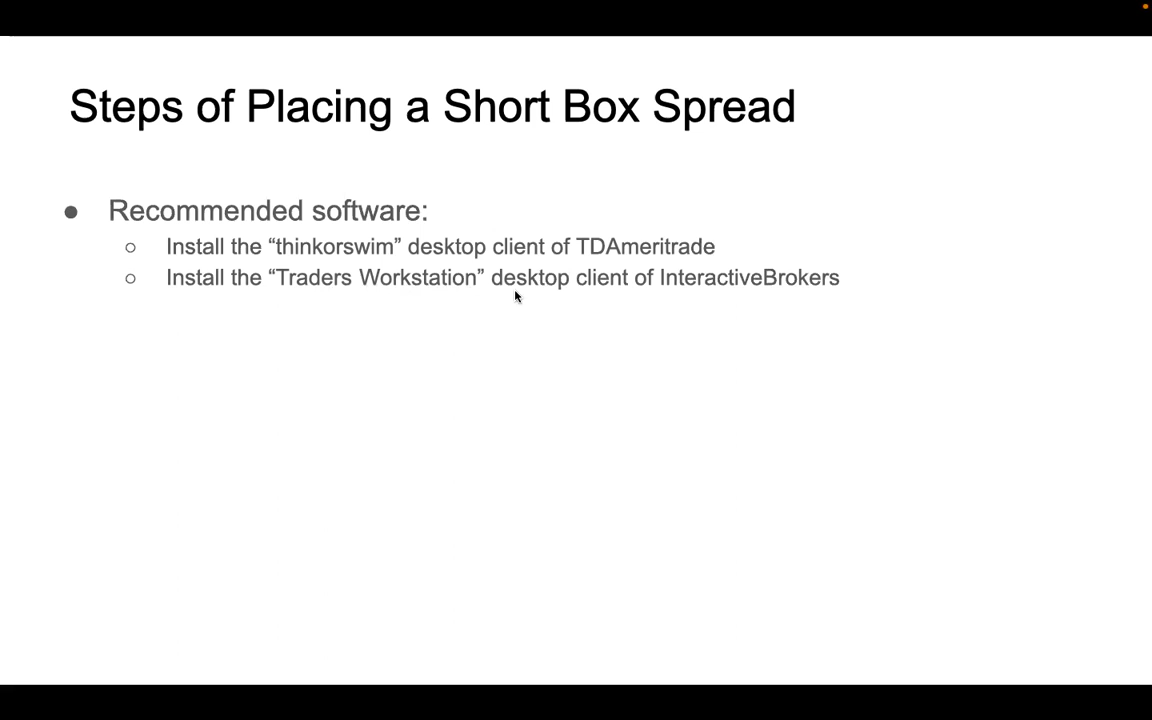 Steps of Placing a Short Box Spread
● Recommended software:
○ Install the “thinkorswim” desktop client of TDAmeritrade
○ Install the “Traders Workstation” desktop client of InteractiveBrokers